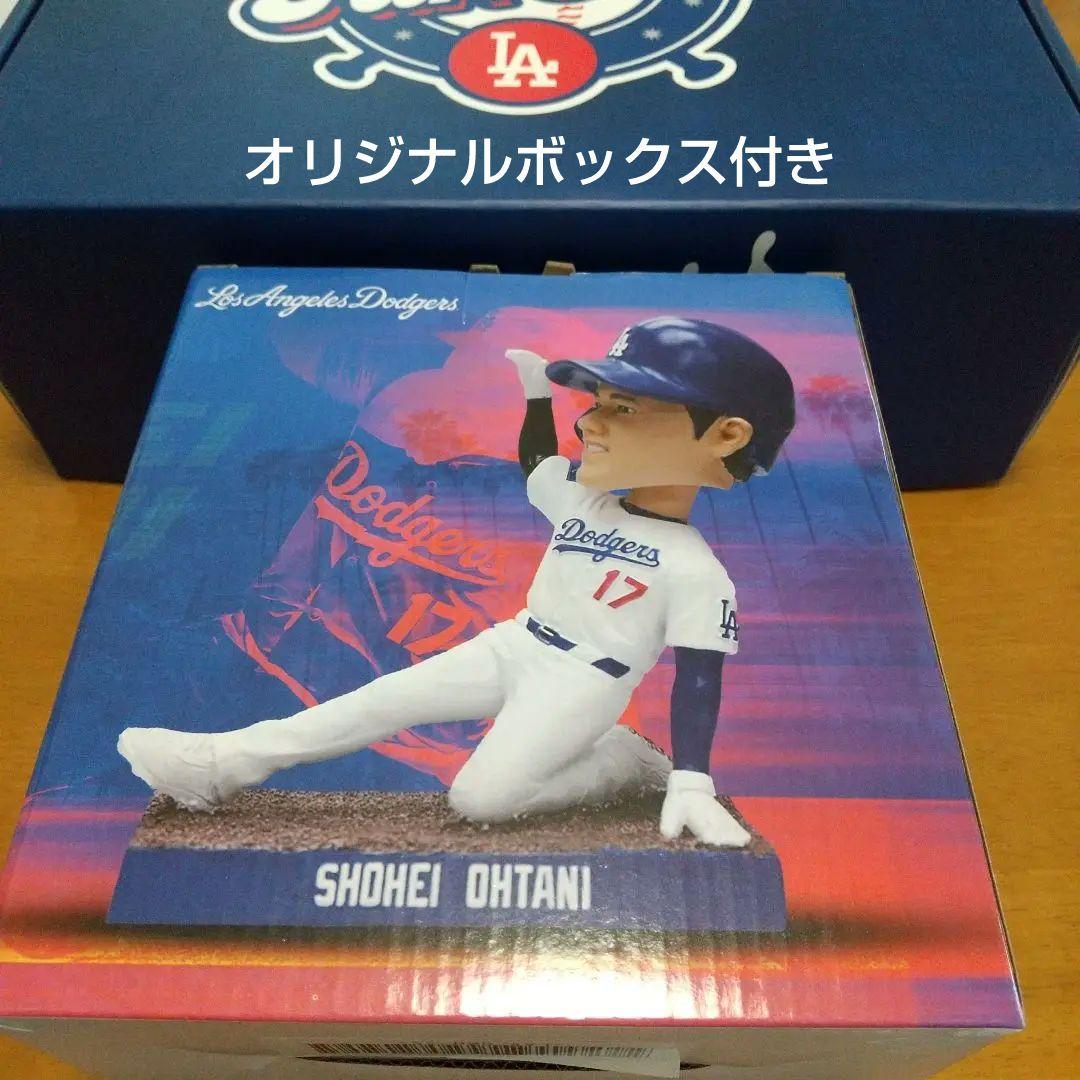 LA
オリジナルボックス付き
Los Angeles Dodgers
LA
Dodgers
17
Dodgers
17
LA
SHOHEI OHTANI